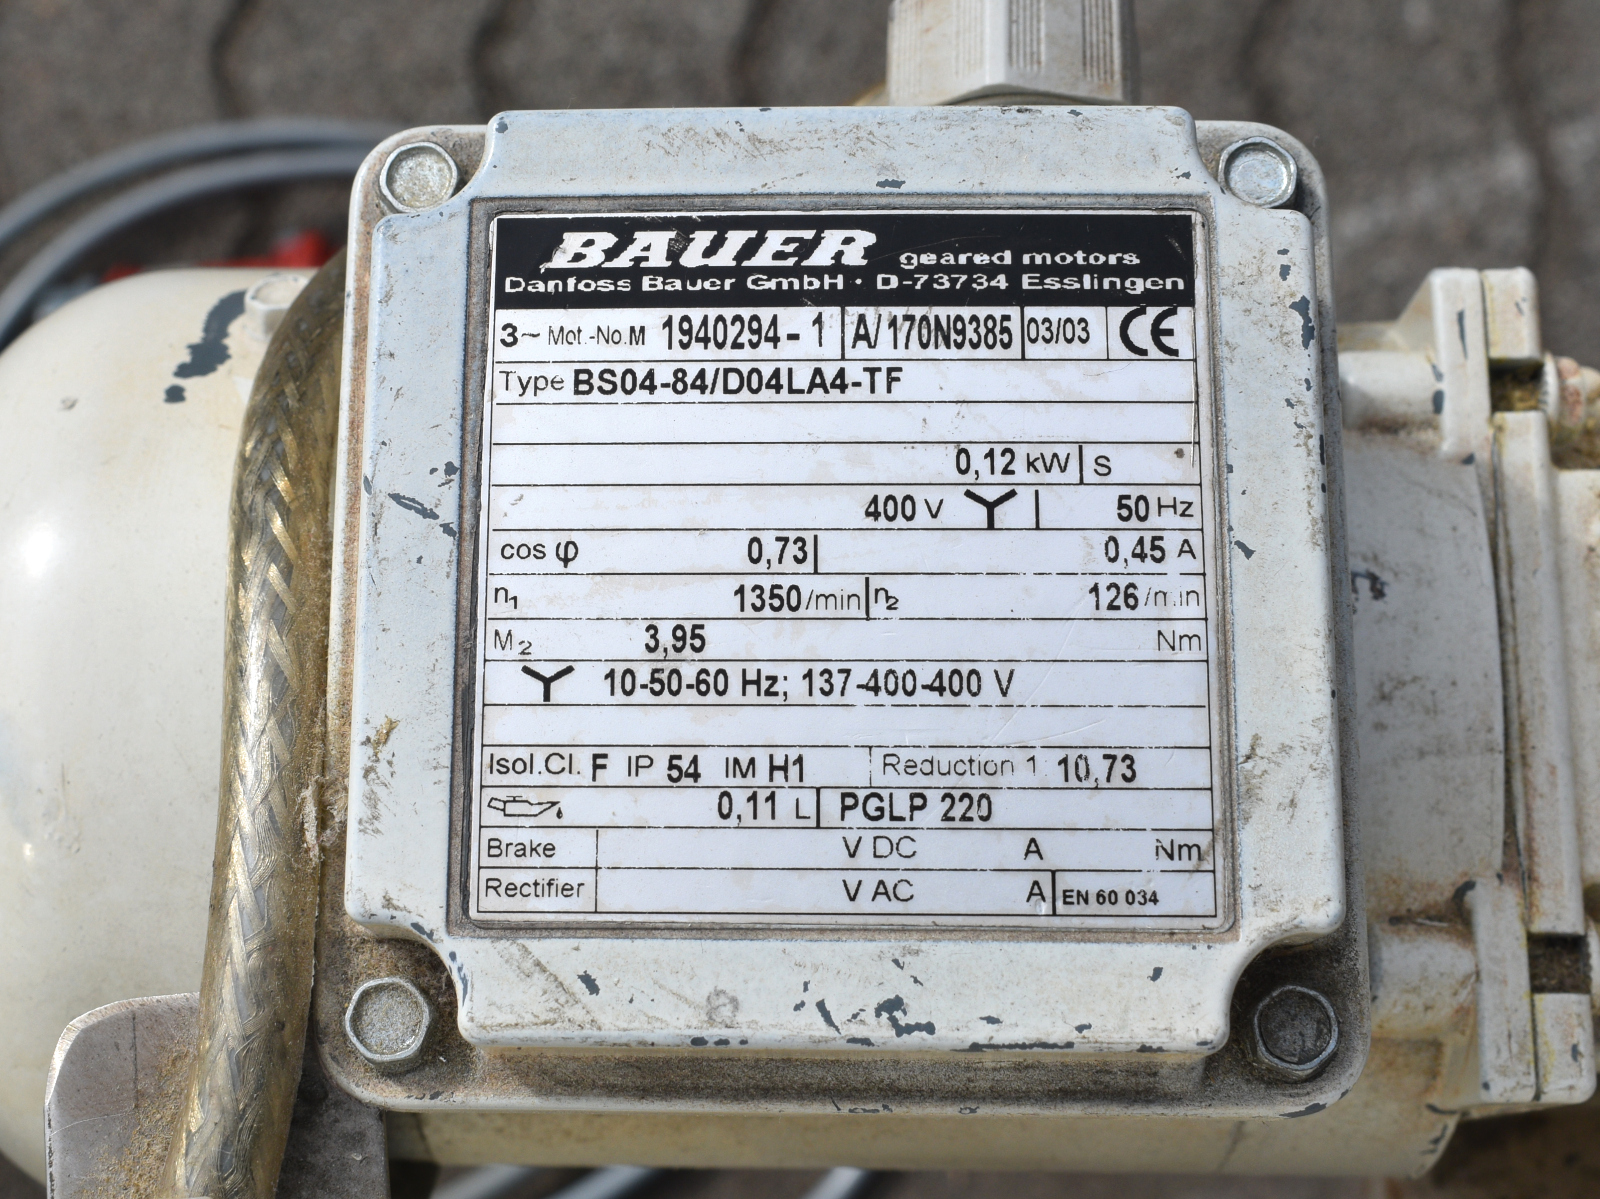 BAUER geared motors
Danfoss Bauer GmbH · D-73734 Esslingen
3~ Mot.-No.M 1940294-1 A/170N9385 03/03 CE
Type BS04-84/D04LA4-TF
0,12 kW S
400 V 50 Hz
cos φ 0,73 0,45 A
n1 1350/min n2 126/min
M2 3,95 Nm
10-50-60 Hz; 137-400-400 V
Isol.Cl. F IP 54 IM H1 Reduction 1: 10,73
0,11 L PGLP 220
Brake V DC A Nm
Rectifier V AC A EN 60 034